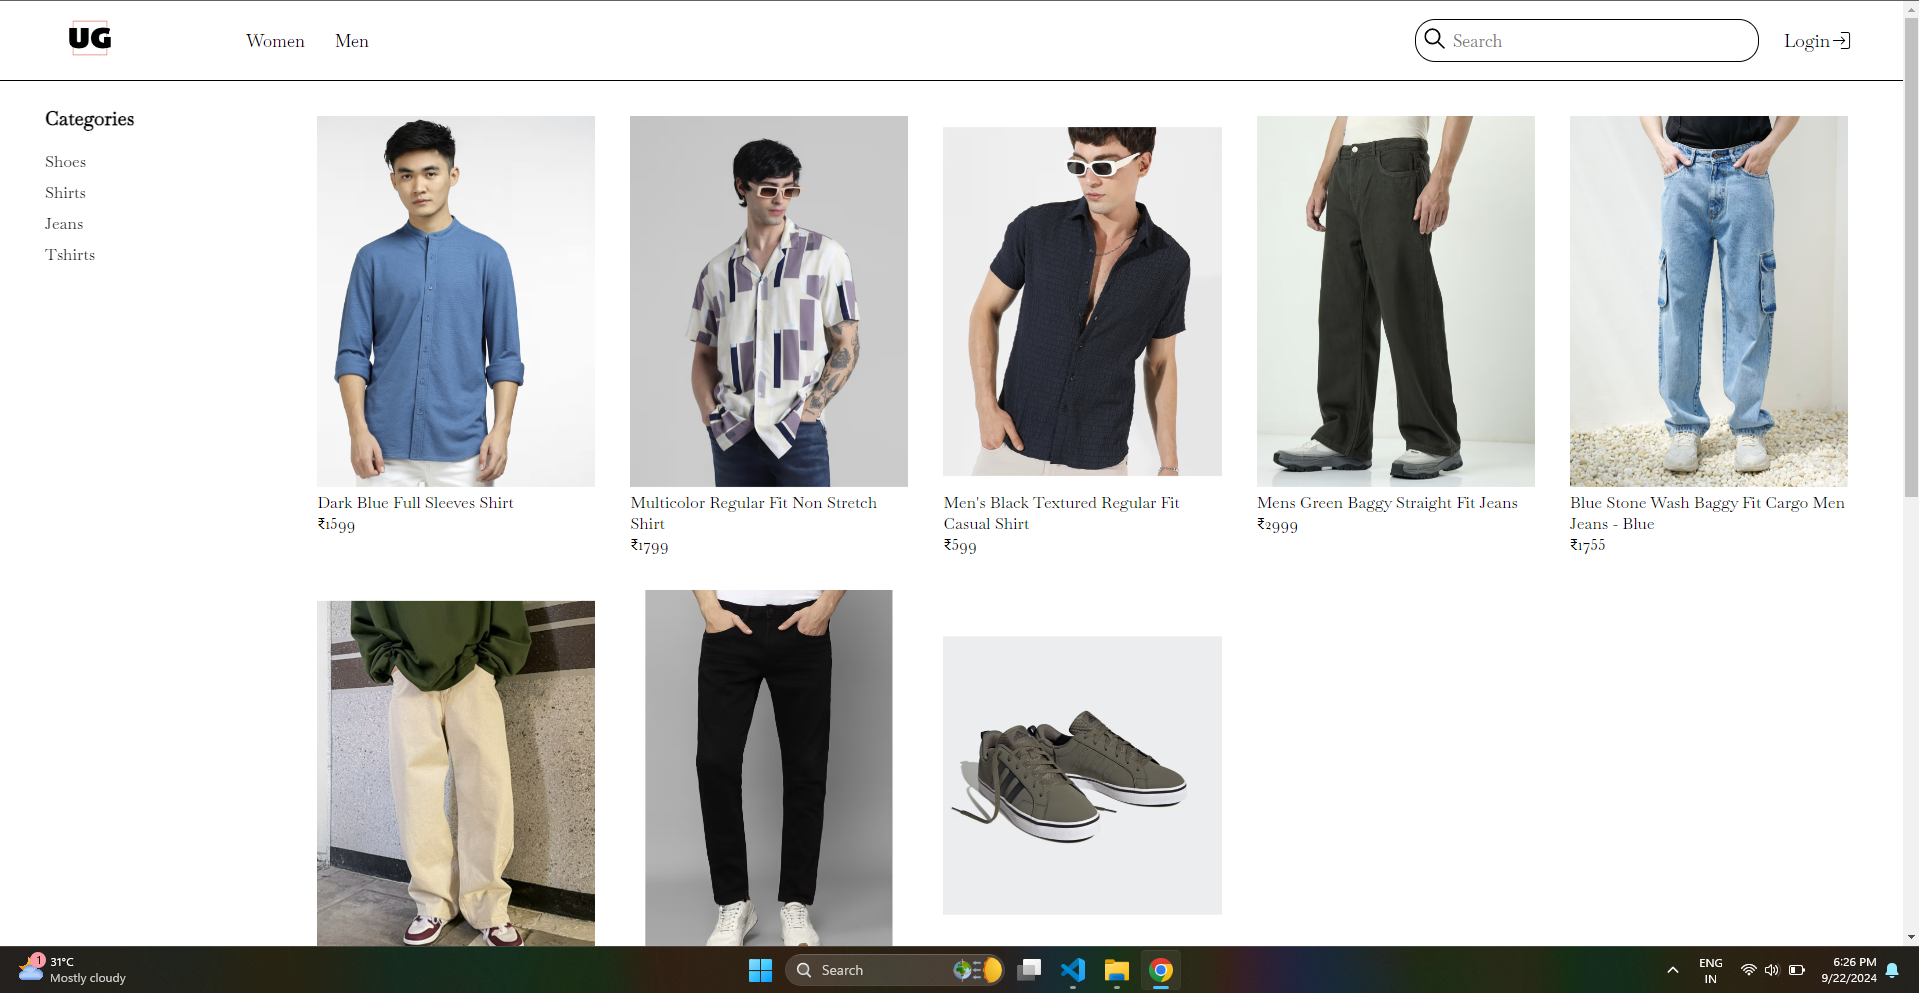 UG
Women
Men
Search
Login
Categories
Shoes
Shirts
Jeans
Tshirts
Dark Blue Full Sleeves Shirt
₹1599
Multicolor Regular Fit Non Stretch
Shirt
₹1799
Men's Black Textured Regular Fit
Casual Shirt
₹599
Mens Green Baggy Straight Fit Jeans
₹2999
Blue Stone Wash Baggy Fit Cargo Men
Jeans - Blue
₹1755
1
31°C
Mostly cloudy
Search
ENG
IN
6:26 PM
9/22/2024